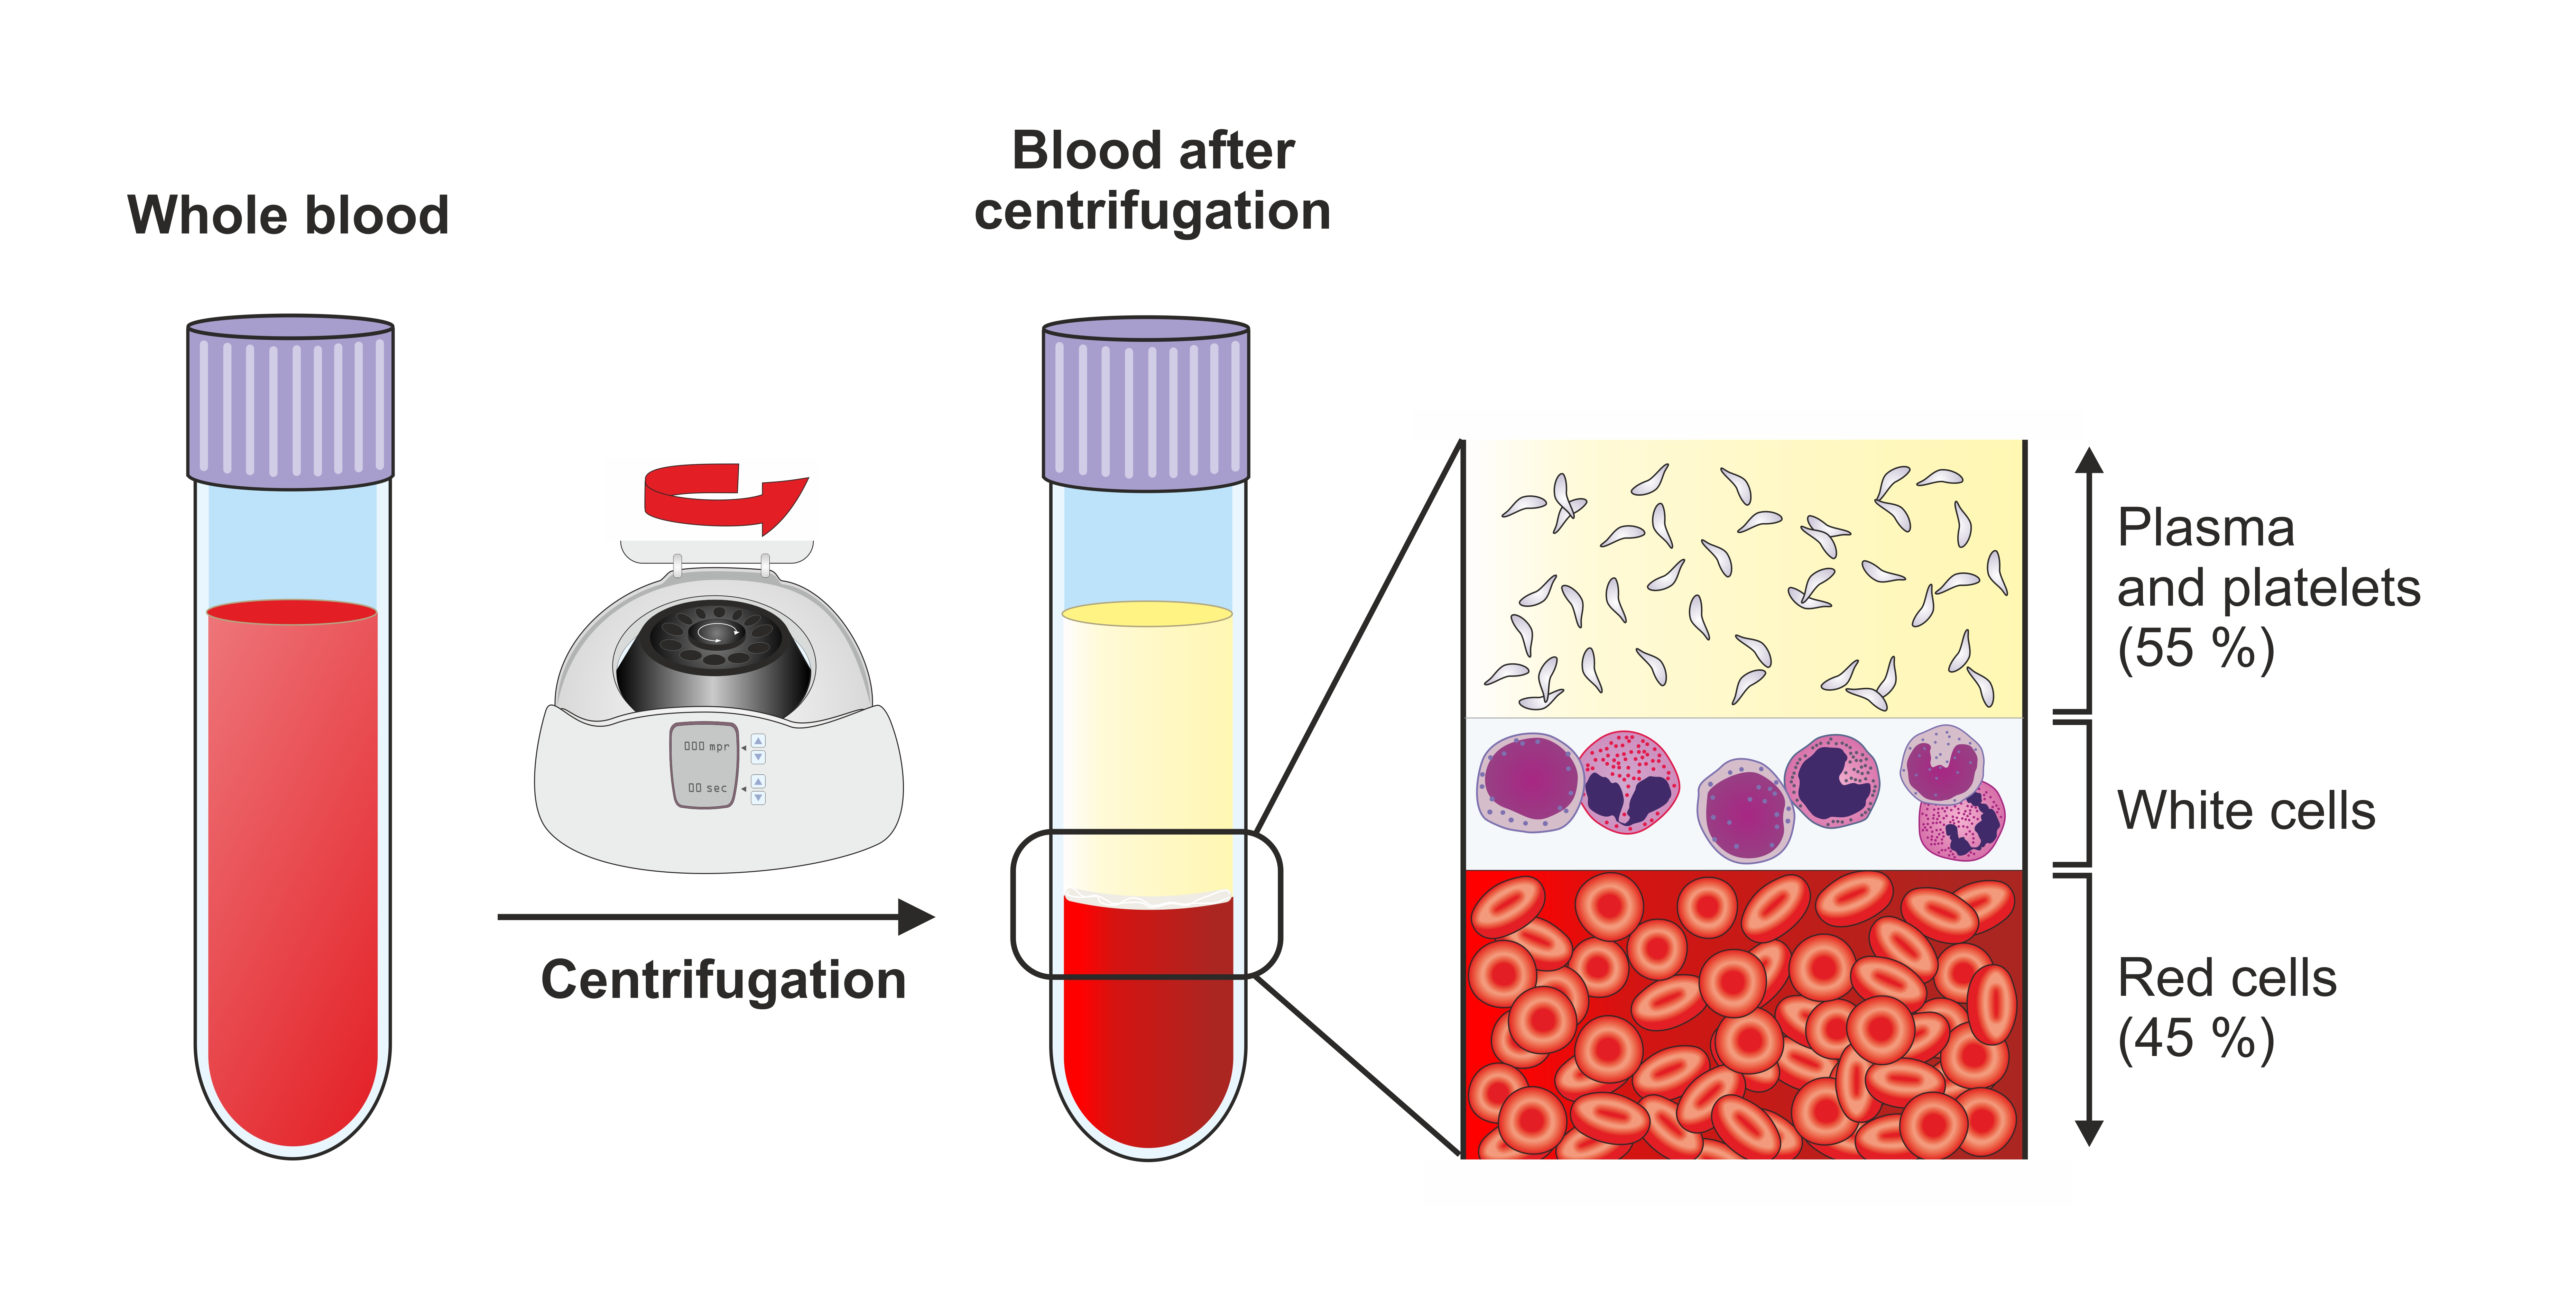 Whole blood
Blood after
centrifugation
000 mpr
00 sec
Centrifugation
Plasma
and platelets
(55 %)
White cells
Red cells
(45 %)